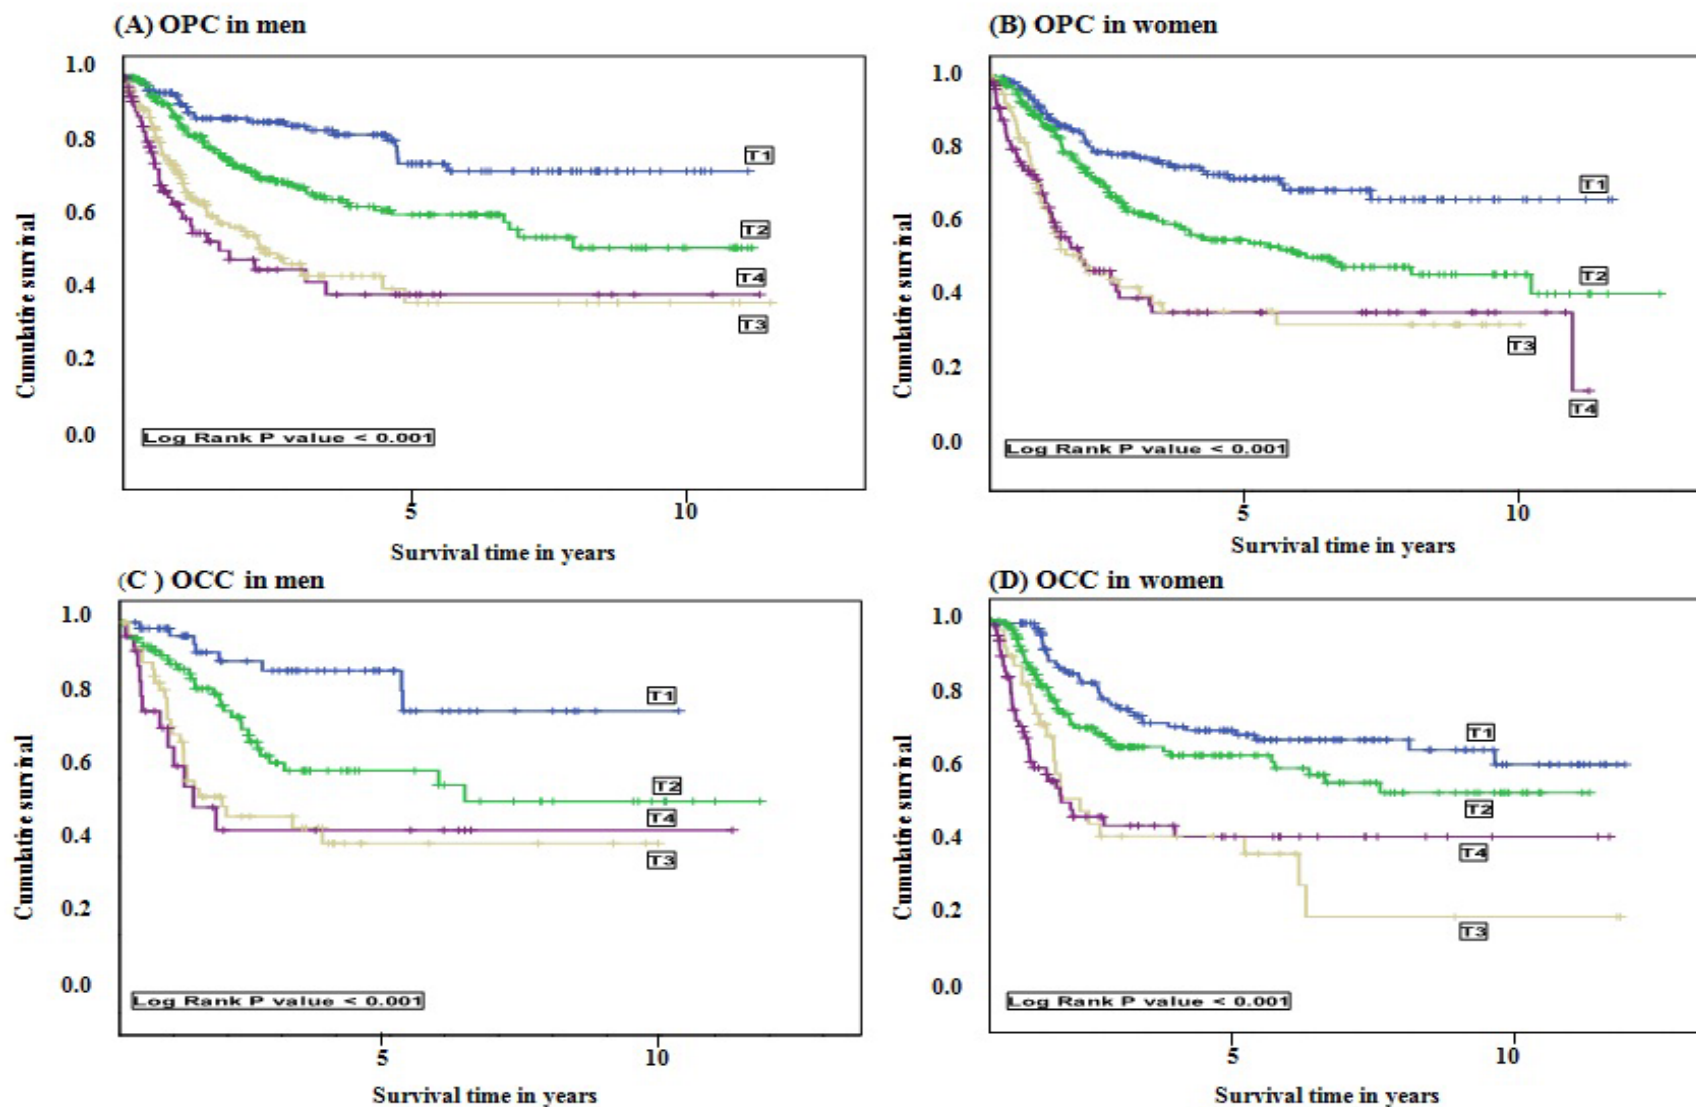 (A) OPC in men
1.0
0.8
0.6
0.4
0.2
0.0
Cumulative survival
T1
T2
T4
T3
Log Rank P value < 0.001
5
10
Survival time in years
(B) OPC in women
1.0
0.8
0.6
0.4
0.2
0.0
Cumulative survival
T1
T2
T3
T4
Log Rank P value < 0.001
5
10
Survival time in years
(C ) OCC in men
1.0
0.8
0.6
0.4
0.2
0.0
Cumulative survival
T1
T2
T4
T3
Log Rank P value < 0.001
5
10
Survival time in years
(D) OCC in women
1.0
0.8
0.6
0.4
0.2
0.0
Cumulative survival
T1
T2
T4
T3
Log Rank P value < 0.001
5
10
Survival time in years